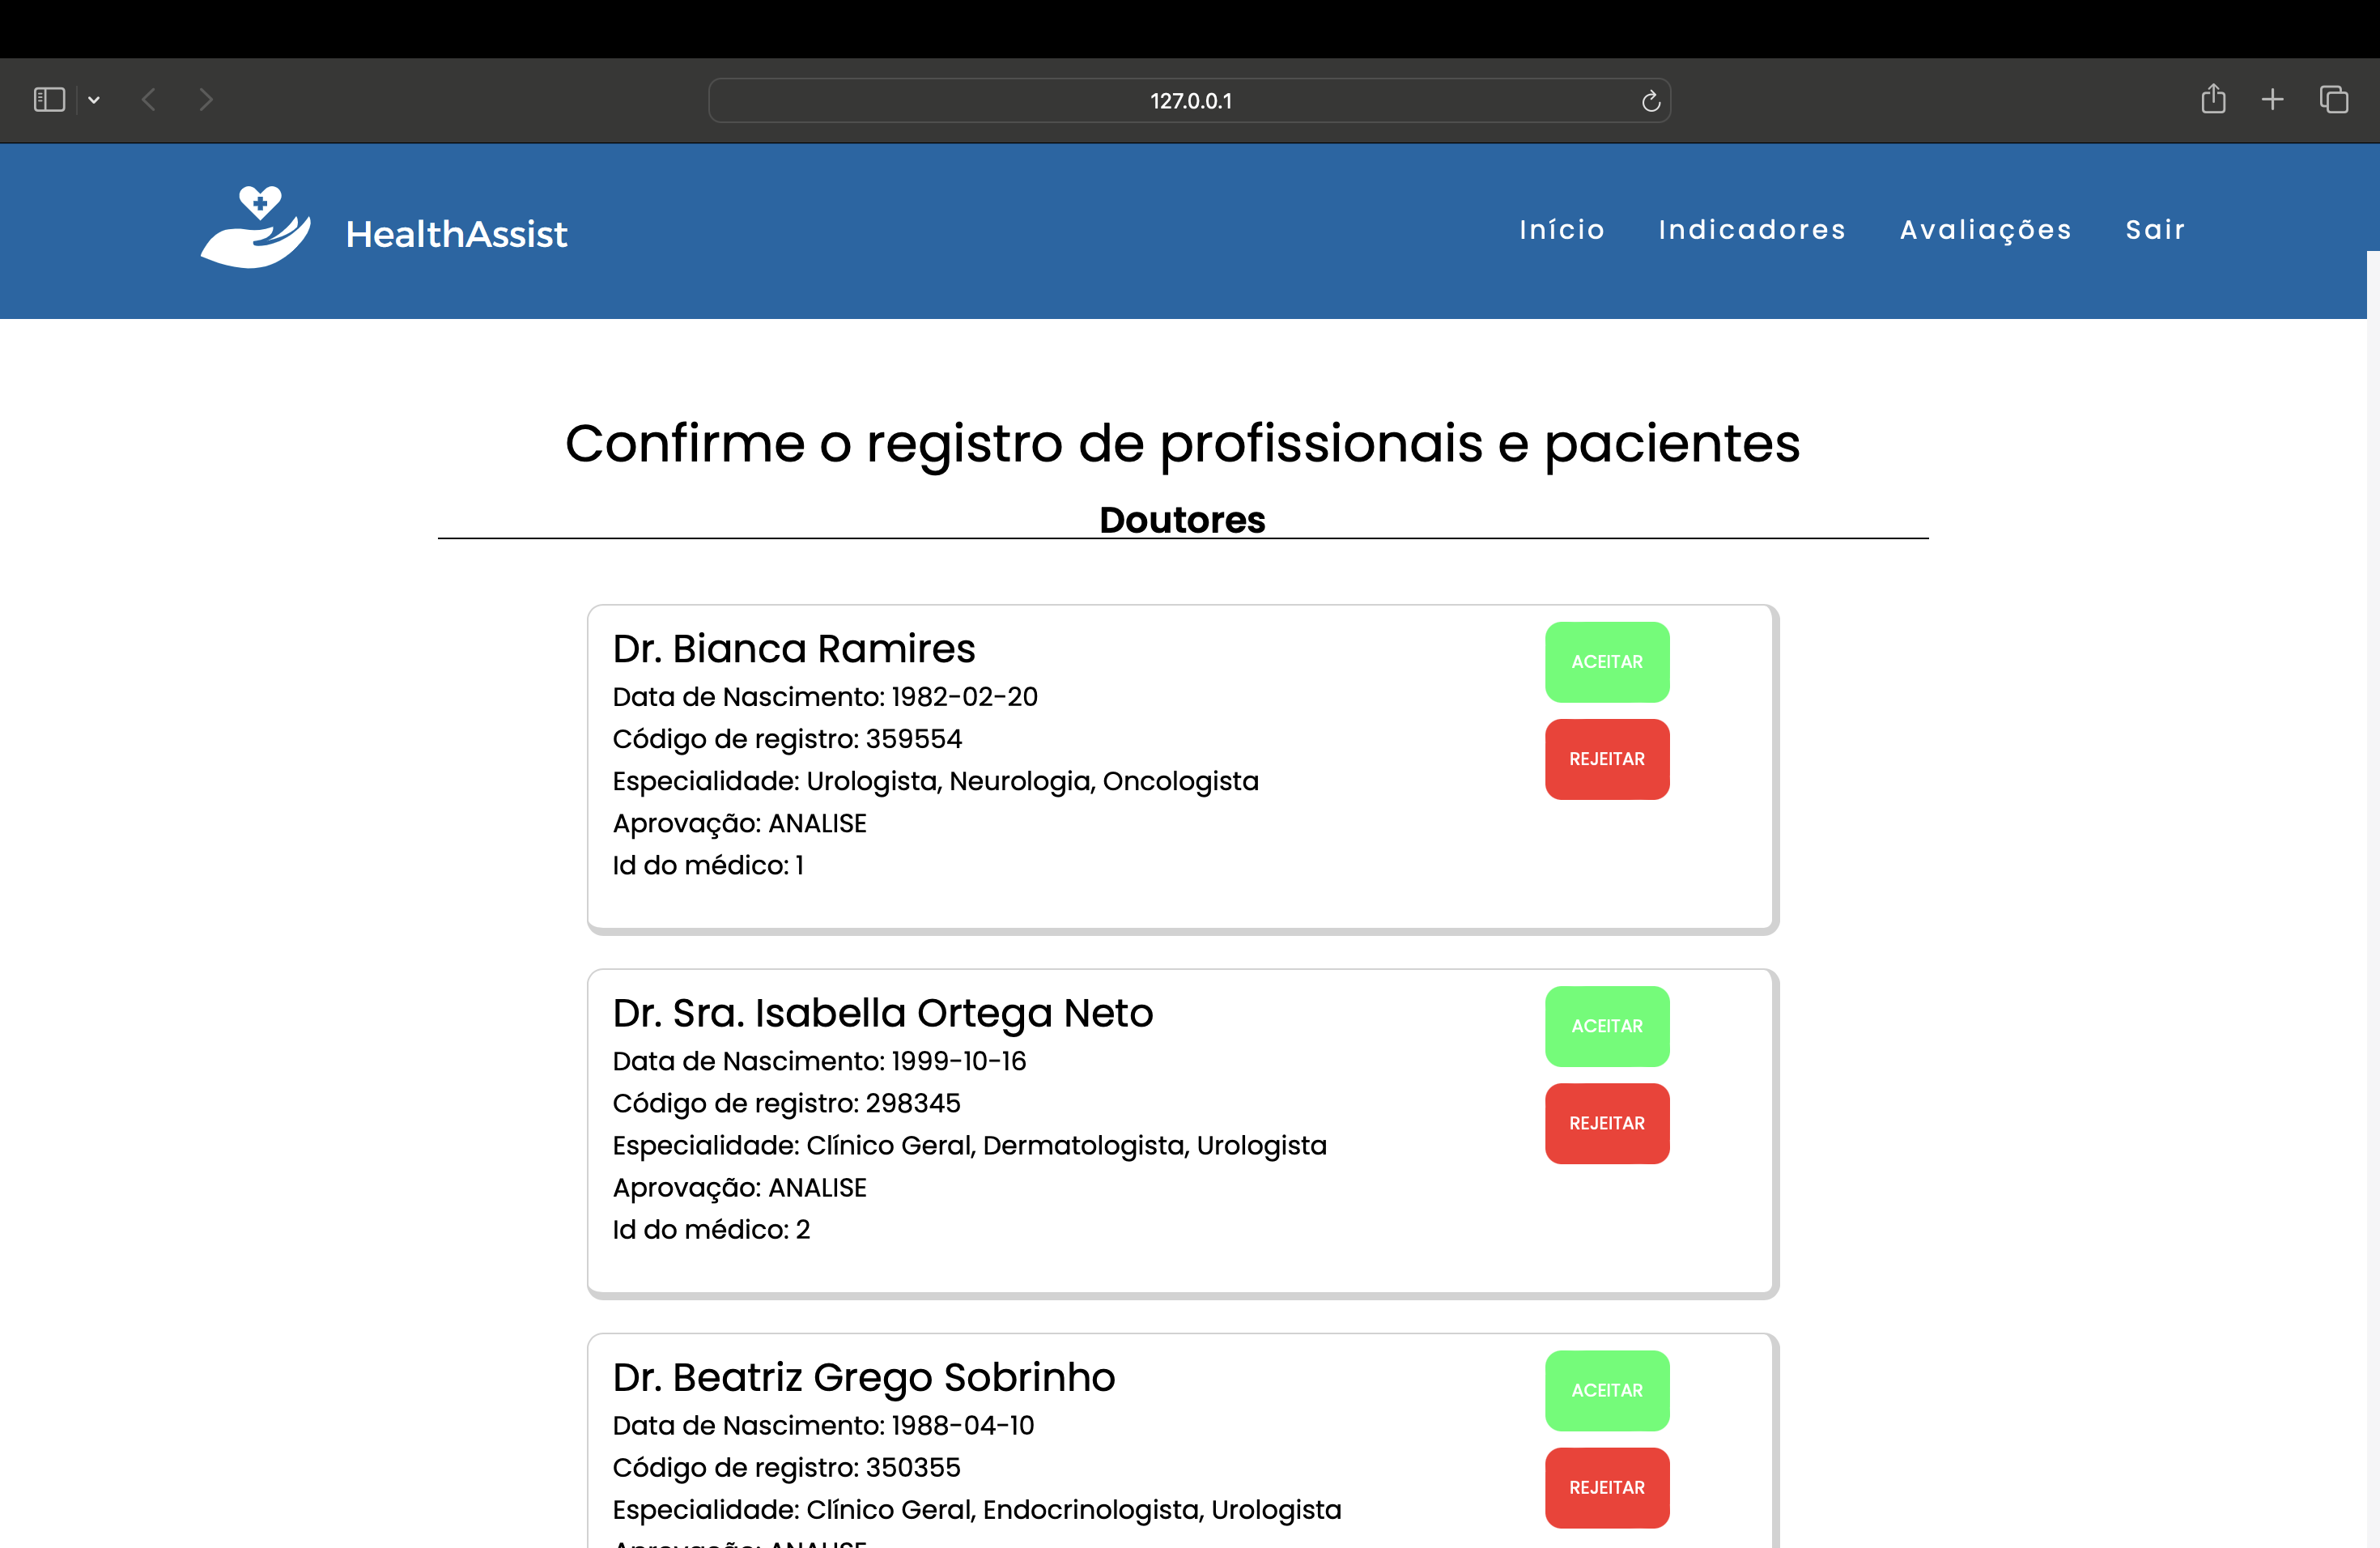 127.0.0.1
HealthAssist
Início Indicadores Avaliações Sair
Confirme o registro de profissionais e pacientes
Doutores
Dr. Bianca Ramires
Data de Nascimento: 1982-02-20
Código de registro: 359554
Especialidade: Urologista, Neurologia, Oncologista
Aprovação: ANALISE
Id do médico: 1
ACEITAR
REJEITAR
Dr. Sra. Isabella Ortega Neto
Data de Nascimento: 1999-10-16
Código de registro: 298345
Especialidade: Clínico Geral, Dermatologista, Urologista
Aprovação: ANALISE
Id do médico: 2
ACEITAR
REJEITAR
Dr. Beatriz Grego Sobrinho
Data de Nascimento: 1988-04-10
Código de registro: 350355
Especialidade: Clínico Geral, Endocrinologista, Urologista
Aprovação: ANALISE
ACEITAR
REJEITAR